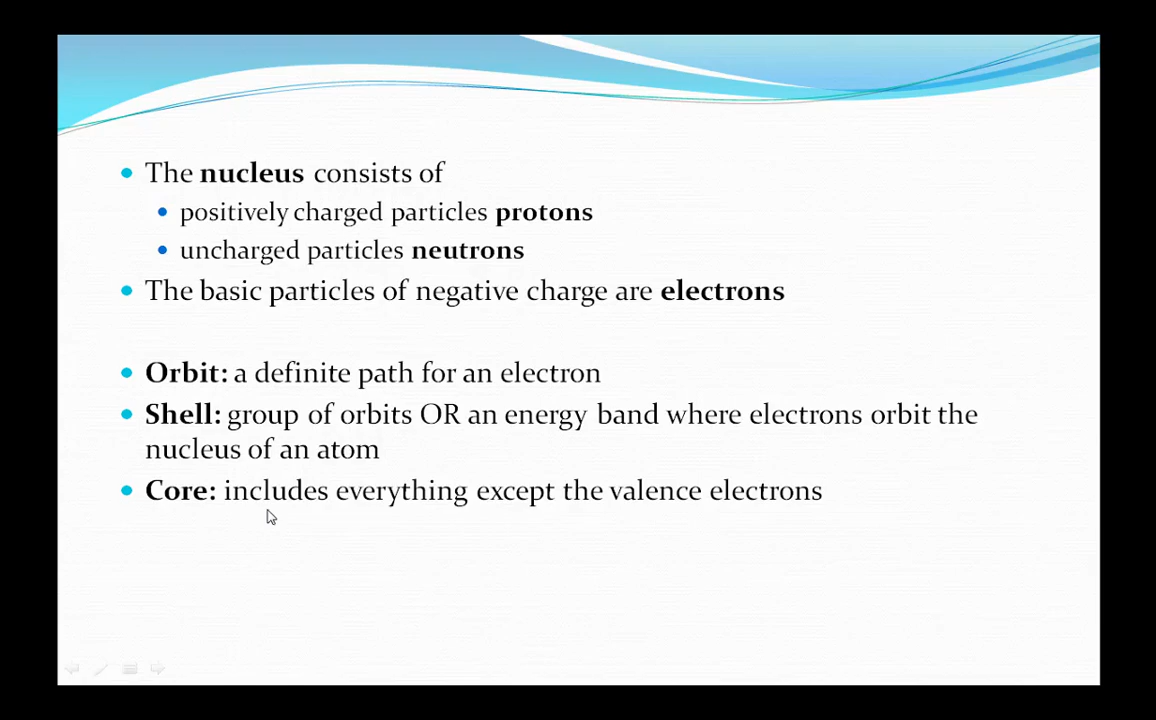 The nucleus consists of
positively charged particles protons
uncharged particles neutrons
The basic particles of negative charge are electrons
Orbit: a definite path for an electron
Shell: group of orbits OR an energy band where electrons orbit the
nucleus of an atom
Core: includes everything except the valence electrons